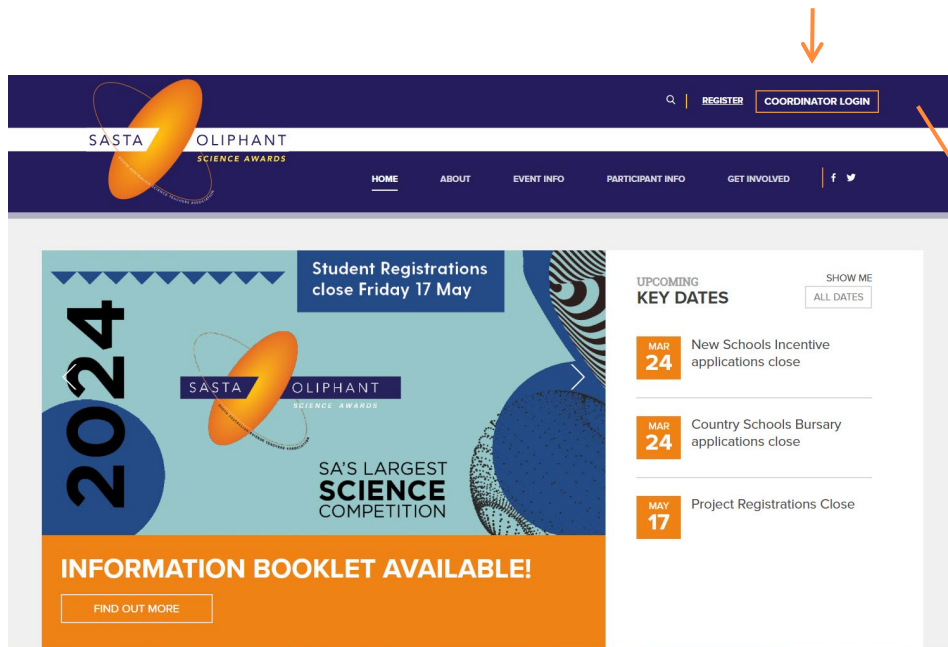 REGISTER
COORDINATOR LOGIN
SASTA OLIPHANT
SCIENCE AWARDS
HOME
ABOUT
EVENT INFO
PARTICIPANT INFO
GET INVOLVED
2024
Student Registrations
close Friday 17 May
SASTA OLIPHANT
SCIENCE AWARDS
SA'S LARGEST
SCIENCE
COMPETITION
INFORMATION BOOKLET AVAILABLE!
FIND OUT MORE
UPCOMING
KEY DATES
SHOW ME
ALL DATES
MAR
24
New Schools Incentive
applications close
MAR
24
Country Schools Bursary
applications close
MAY
17
Project Registrations Close